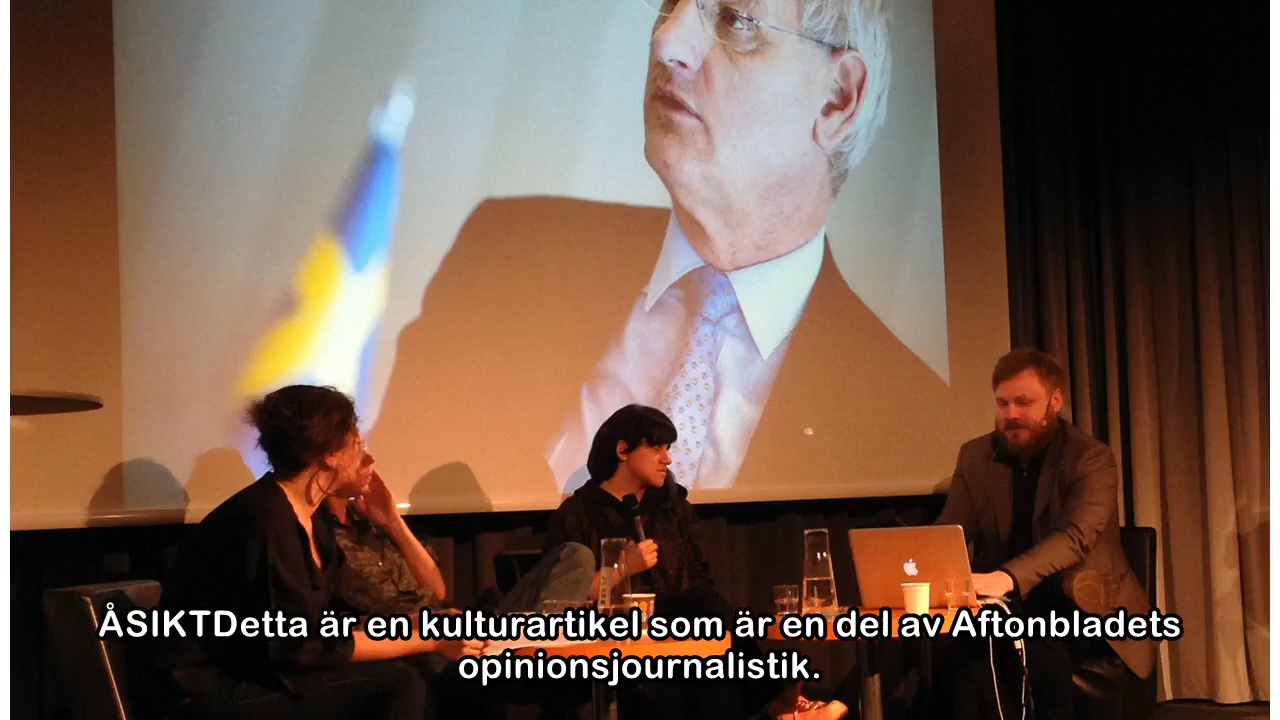 ÅSIKTDetta är en kulturartikel som är en del av Aftonbladets
opinionsjournalistik.